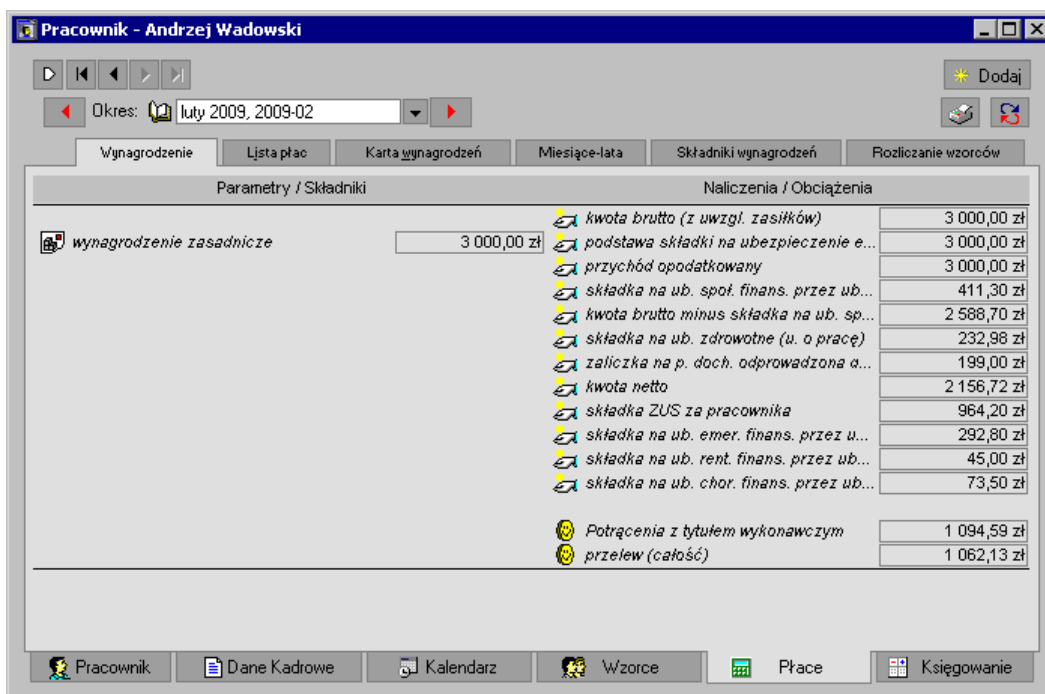 Pracownik - Andrzej Wadowski
Dodaj
Okres: luty 2009, 2009-02
Wynagrodzenie Lista płac Karta wynagrodzeń Miesiące-lata Składniki wynagrodzeń Rozliczanie wzorców
Parametry / Składniki Naliczenia / Obciążenia
kwota brutto (z uwzgl. zasiłków) 3 000,00 zł
wynagrodzenie zasadnicze 3 000,00 zł podstawa składki na ubezpieczenie e... 3 000,00 zł
przychód opodatkowany 3 000,00 zł
składka na ub. społ. finans. przez ub... 411,30 zł
kwota brutto minus składka na ub. sp... 2 588,70 zł
składka na ub. zdrowotne (u. o pracę) 232,98 zł
zaliczka na p. doch. odprowadzona d... 199,00 zł
kwota netto 2 156,72 zł
składka ZUS za pracownika 964,20 zł
składka na ub. emer. finans. przez u... 292,80 zł
składka na ub. rent. finans. przez ub... 45,00 zł
składka na ub. chor. finans. przez ub... 73,50 zł
Potrącenia z tytułem wykonawczym 1 094,59 zł
przelew (całość) 1 062,13 zł
Pracownik Dane Kadrowe Kalendarz Wzorce Płace Księgowanie